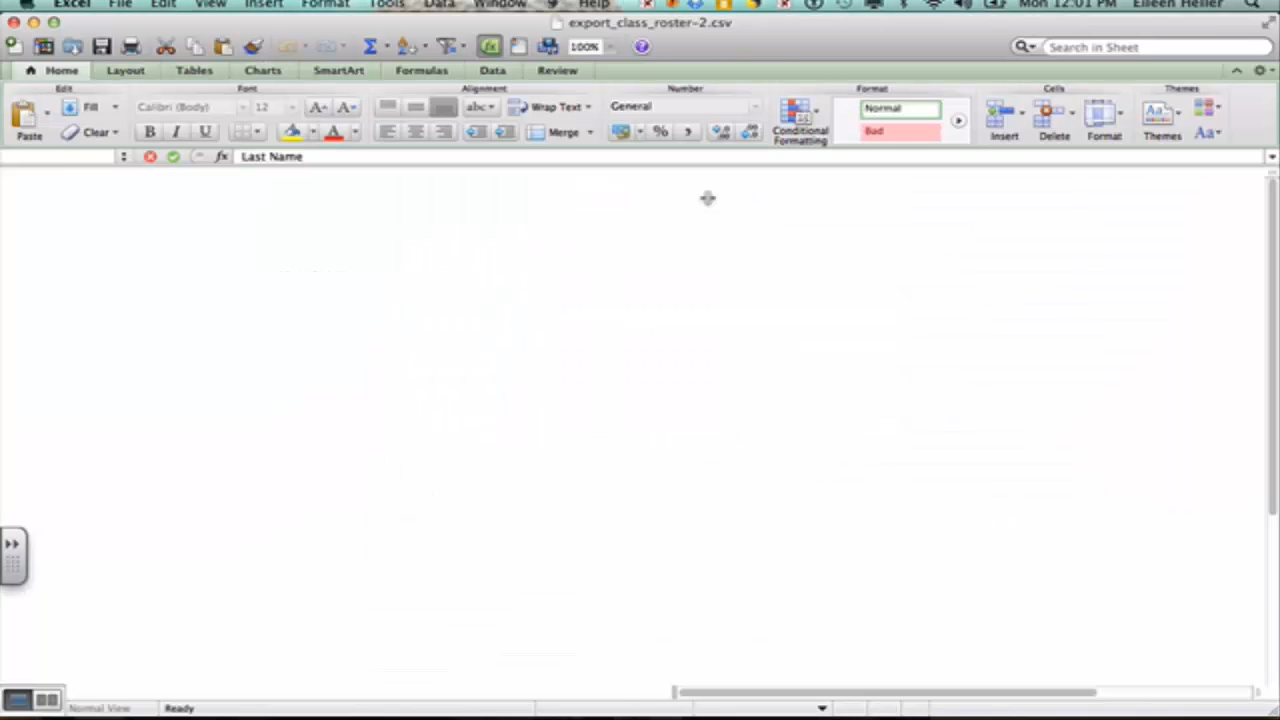 Excel File Edit View Insert Format Tools Data Window Help Mon 12:01 PM Eileen Heller
export_class_roster-2.csv
100% Search in Sheet
Home Layout Tables Charts SmartArt Formulas Data Review
Edit Font Alignment Number Format Cells Themes
Fill Calibri (Body) 12 A A abc Wrap Text General Normal
Paste Clear B I U A Merge % Bad Conditional Formatting Insert Delete Format Themes Aa
fx Last Name
Normal View Ready